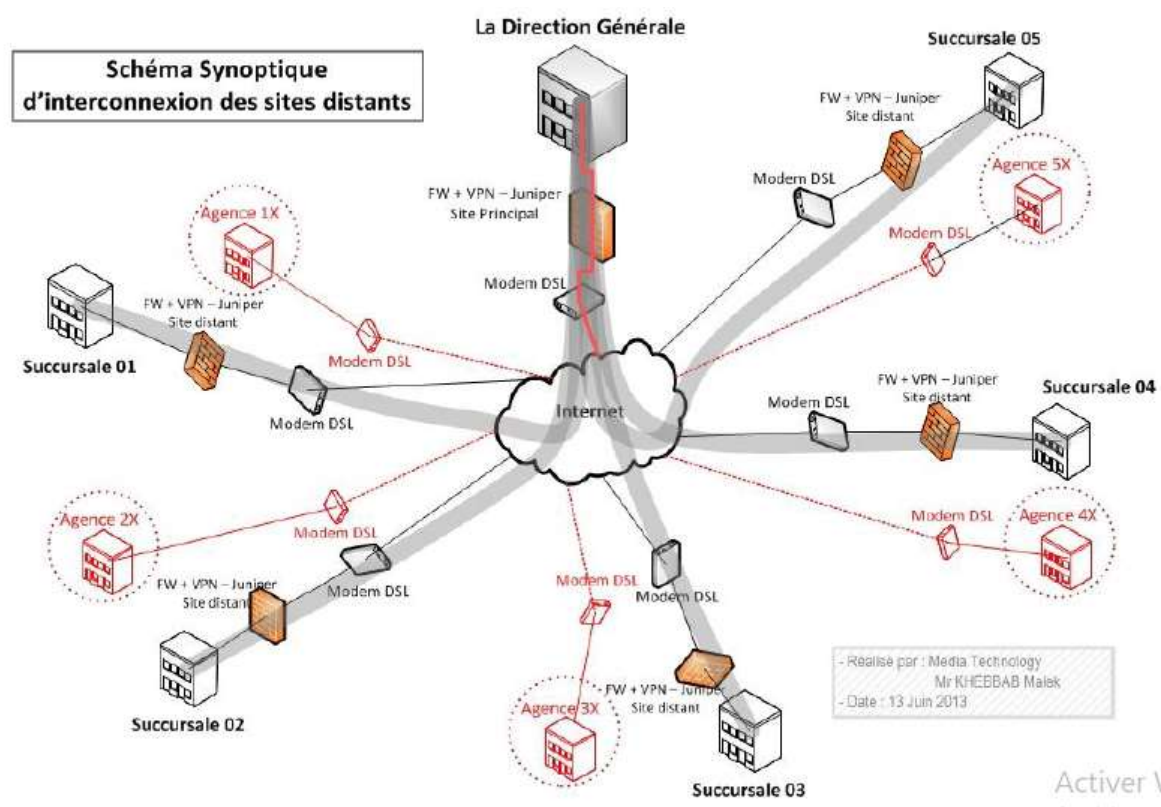 La Direction Générale
Schéma Synoptique
d'interconnexion des sites distants
Succursale 05
FW + VPN – Juniper
Site distant
Modem DSL
Agence 5X
Modem DSL
FW + VPN – Juniper
Site Principal
Modem DSL
Agence 1X
Modem DSL
FW + VPN – Juniper
Site distant
Succursale 01
Modem DSL
Internet
FW + VPN – Juniper
Site distant
Modem DSL
Succursale 04
Agence 2X
Modem DSL
FW + VPN – Juniper
Site distant
Modem DSL
Succursale 02
Modem DSL
Agence 4X
Modem DSL
Modem DSL
Agence 3X
FW + VPN – Juniper
Site distant
Succursale 03
- Réalisé par : Media Technology
Mr KHEBBAB Malek
- Date : 13 Juin 2013
Activer